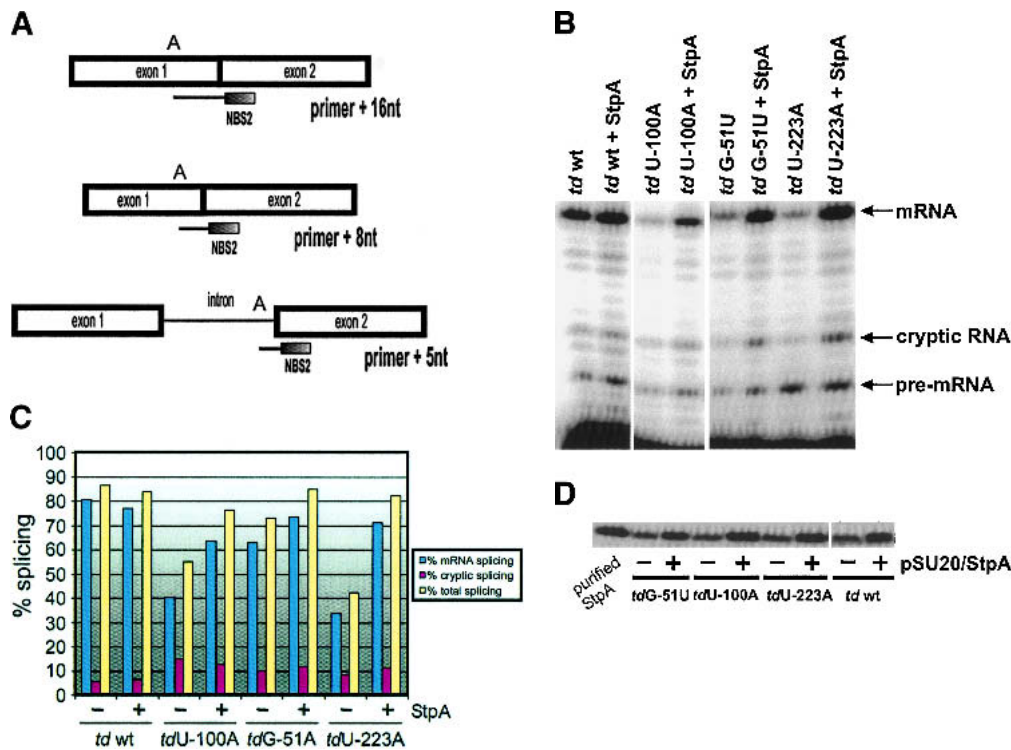 A
A
exon 1
exon 2
NBS2
primer + 16nt
A
exon 1
exon 2
NBS2
primer + 8nt
intron
A
exon 1
exon 2
NBS2
primer + 5nt
B
td wt
td wt + StpA
td U-100A
td U-100A + StpA
td G-51U
td G-51U + StpA
td U-223A
td U-223A + StpA
mRNA
cryptic RNA
pre-mRNA
C
% splicing
100
90
80
70
60
50
40
30
20
10
0
– + – + – + – + StpA
td wt tdU-100A tdG-51A tdU-223A
% mRNA splicing
% cryptic splicing
% total splicing
D
purified StpA
– + – + – + – + pSU20/StpA
tdG-51U tdU-100A tdU-223A td wt